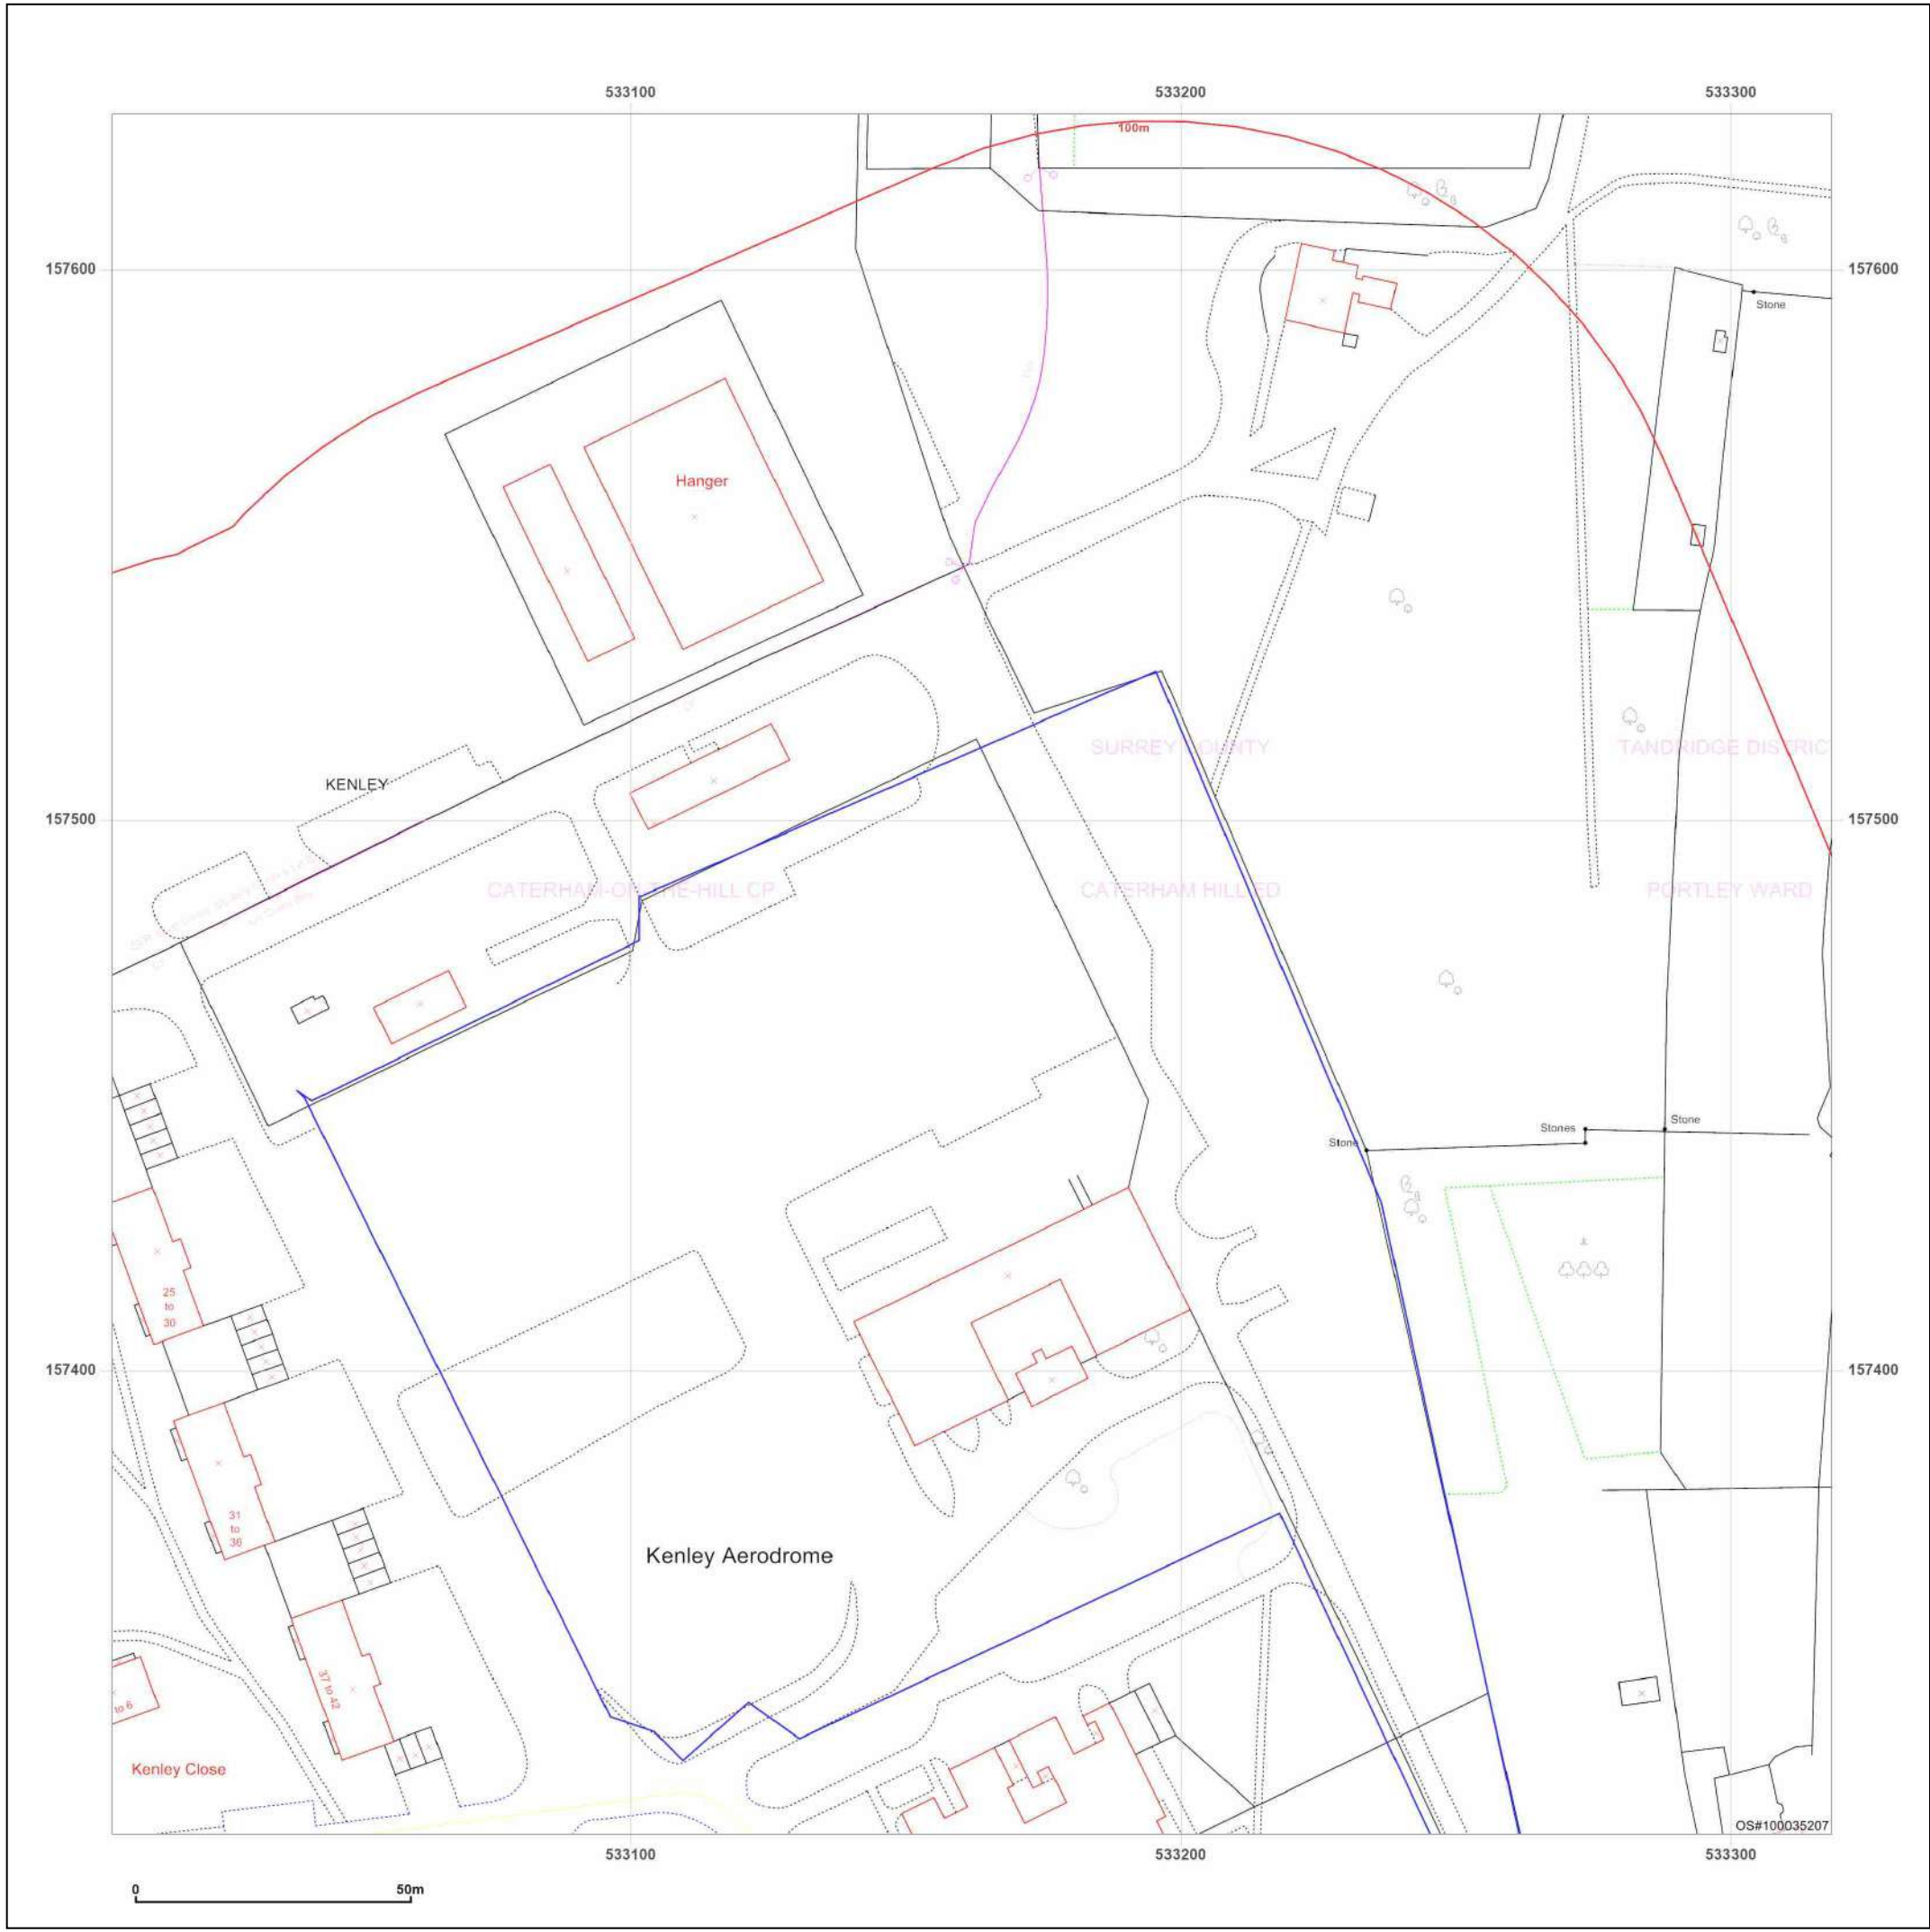 533100
533200
533300
100m
157600
157600
Stone
Hanger
SURREY COUNTY
TANDRIDGE DISTRIC
KENLEY
157500
157500
CATERHAM-ON-THE-HILL CP
CATERHAM HILL ED
PORTLEY WARD
Stone
Stones
Stone
25
to
30
157400
157400
31
to
36
Kenley Aerodrome
37 to 42
to 6
Kenley Close
OS#100035207
533100
533200
533300
0
50m